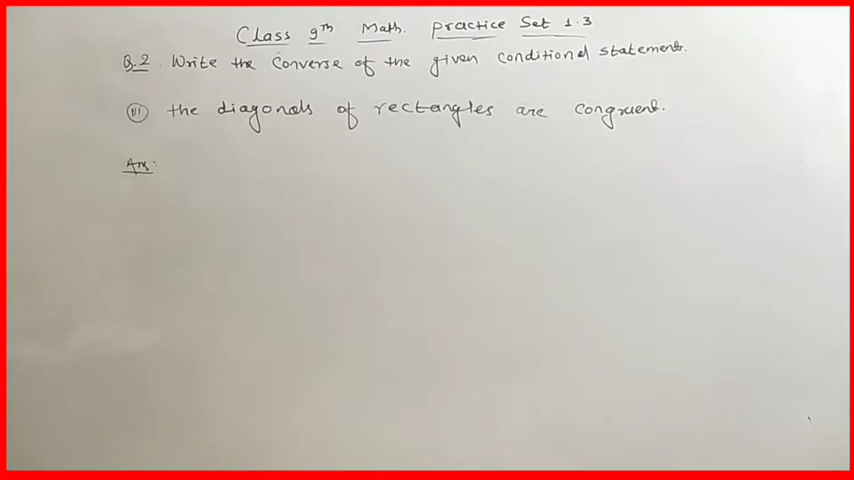 Class 9th Math. Practice Set 1.3
Q.2. Write the Converse of the given conditional statement.
(iii) the diagonals of rectangles are congruent.
Ans: